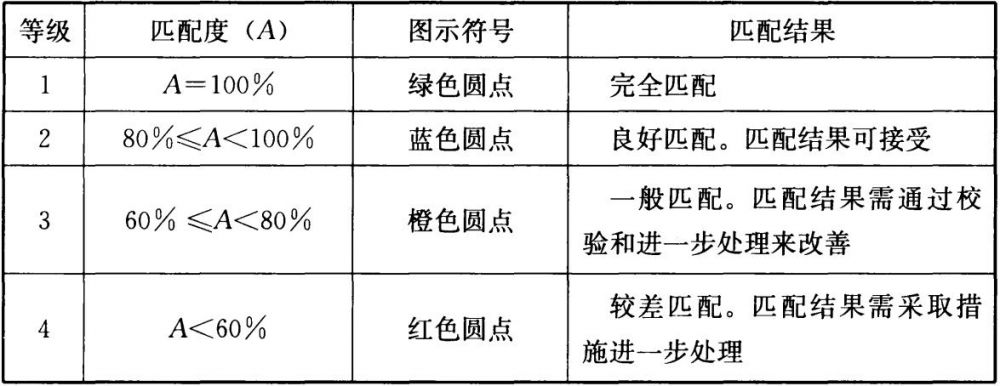 等级 匹配度（A） 图示符号 匹配结果
1 A=100% 绿色圆点 完全匹配
2 80%≤A<100% 蓝色圆点 良好匹配。匹配结果可接受
3 60%≤A<80% 橙色圆点 一般匹配。匹配结果需通过校
验和进一步处理来改善
4 A<60% 红色圆点 较差匹配。匹配结果需采取措
施进一步处理